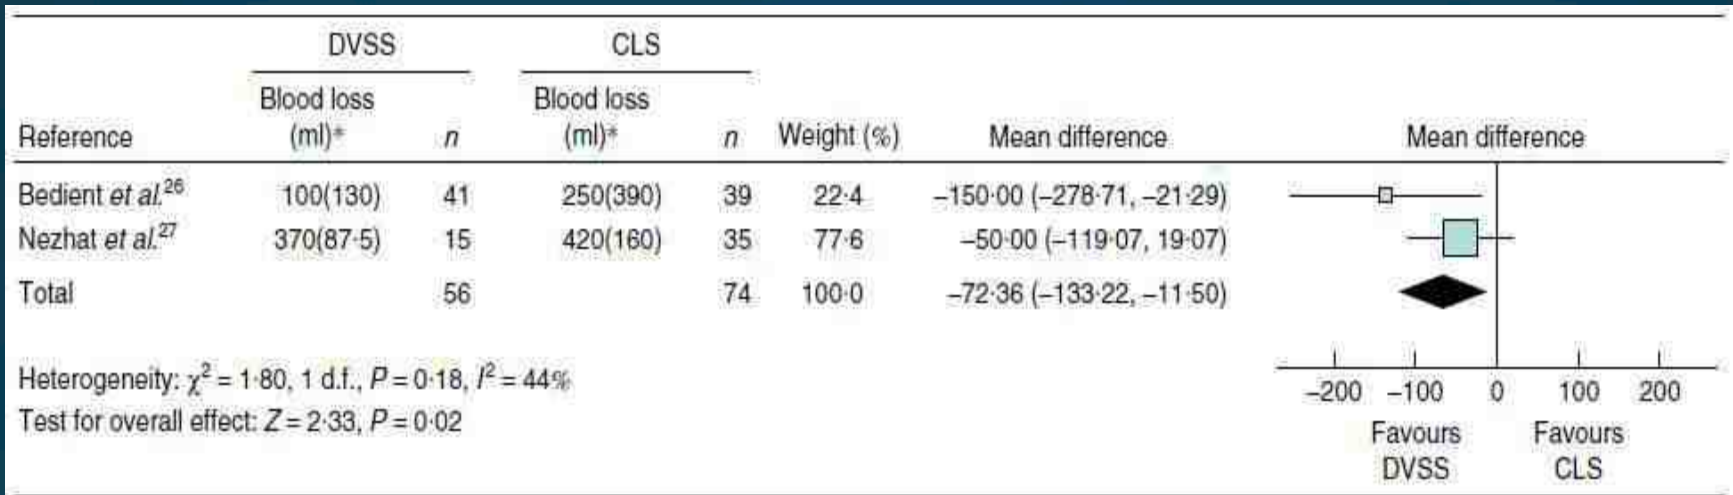 DVSS CLS
Blood loss Blood loss
Reference (ml)* n (ml)* n Weight (%) Mean difference Mean difference
Bedient et al.26 100(130) 41 250(390) 39 22·4 −150·00 (−278·71, −21·29)
Nezhat et al.27 370(87·5) 15 420(160) 35 77·6 −50·00 (−119·07, 19·07)
Total 56 74 100·0 −72·36 (−133·22, −11·50)
Heterogeneity: χ2 = 1·80, 1 d.f., P = 0·18, I2 = 44%
Test for overall effect: Z = 2·33, P = 0·02
−200 −100 0 100 200
Favours Favours
DVSS CLS